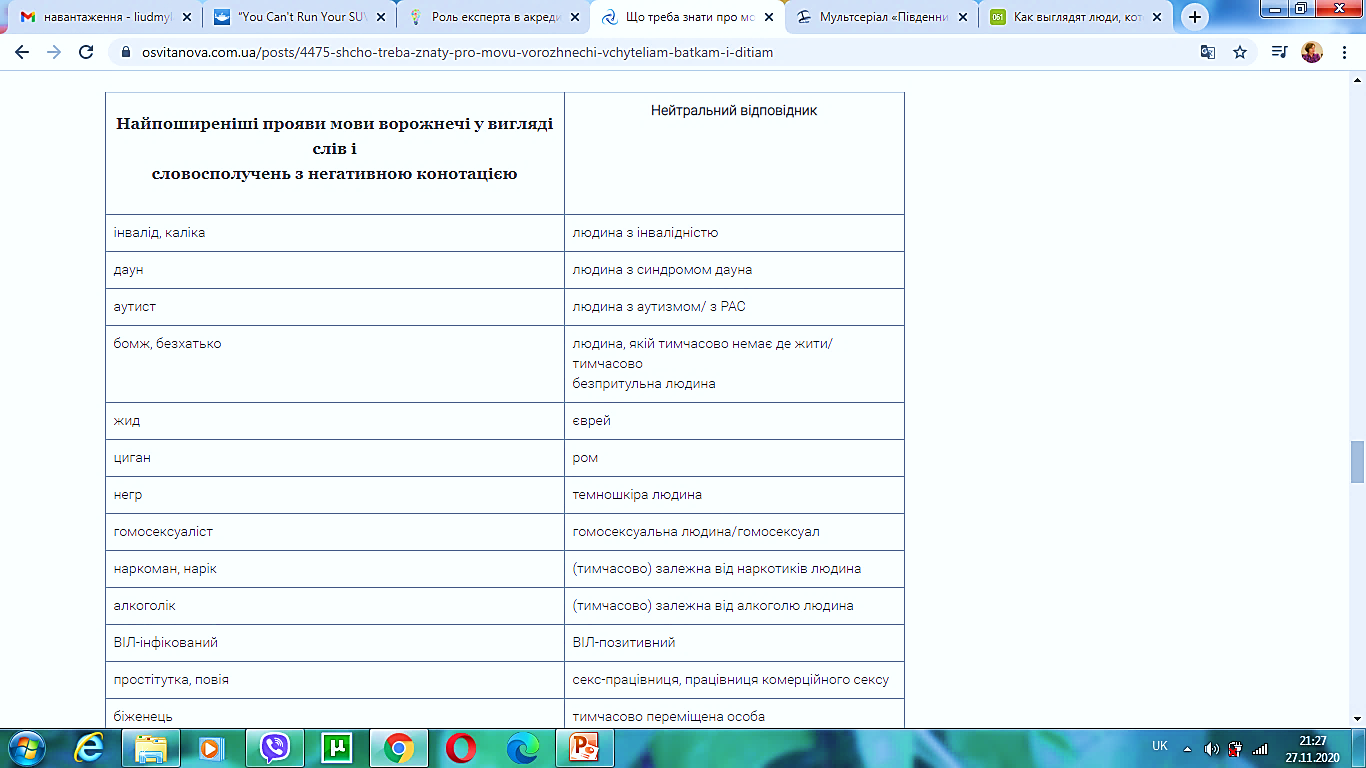 навантаження - liudmyl
"You Can't Run Your SUV
Роль експерта в акреди
Що треба знати про мо
Мультсеріал «Південни
Как выглядят люди, кот
osvitanova.com.ua/posts/4475-shcho-treba-znaty-pro-movu-vorozhnechi-vchyteliam-batkam-i-ditiam
Найпоширеніші прояви мови ворожнечі у вигляді
слів і
словосполучень з негативною конотацією
Нейтральний відповідник
інвалід, каліка
людина з інвалідністю
даун
людина з синдромом дауна
аутист
людина з аутизмом/ з РАС
бомж, безхатько
людина, якій тимчасово немає де жити/
тимчасово
безпритульна людина
жид
єврей
циган
ром
негр
темношкіра людина
гомосексуаліст
гомосексуальна людина/гомосексуал
наркоман, нарік
(тимчасово) залежна від наркотиків людина
алкоголік
(тимчасово) залежна від алкоголю людина
ВІЛ-інфікований
ВІЛ-позитивний
простітутка, повія
секс-працівниця, працівниця комерційного сексу
біженець
тимчасово переміщена особа
UK
21:27
27.11.2020